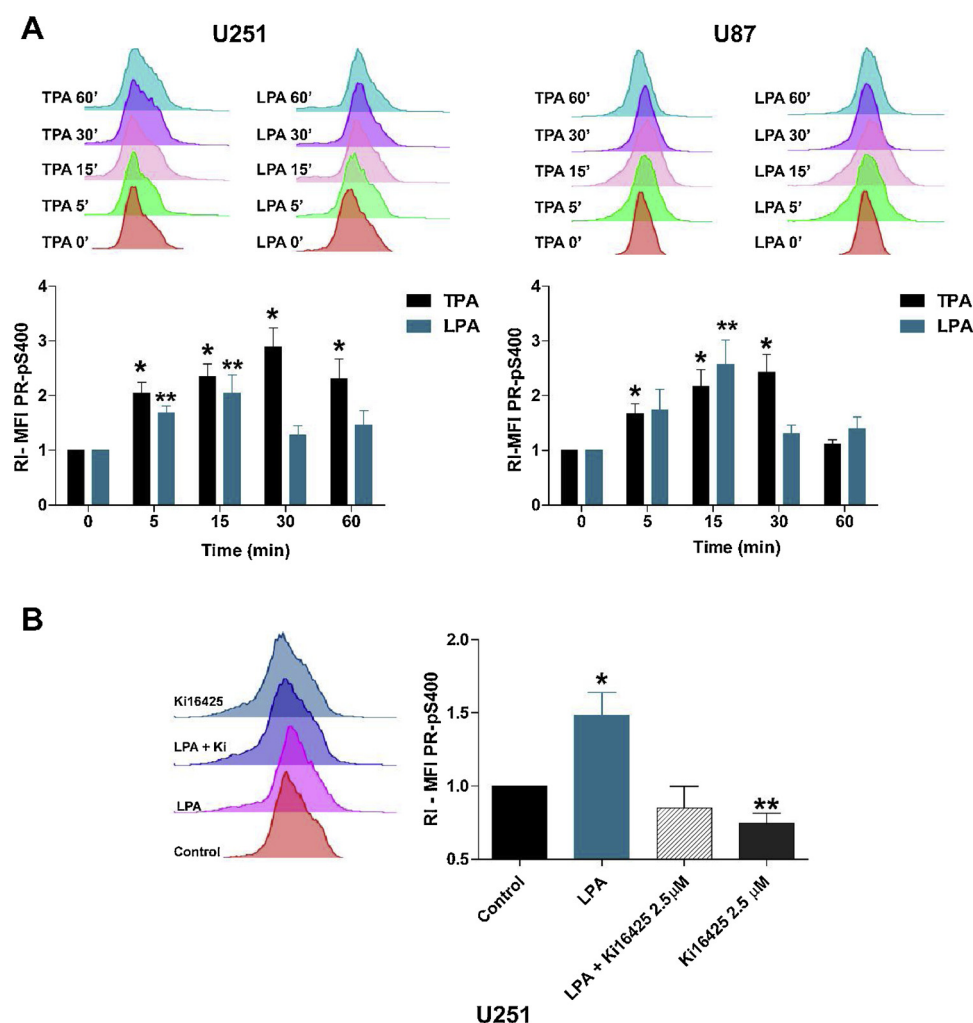 A
U251
U87
TPA 60’
TPA 30’
TPA 15’
TPA 5’
TPA 0’
LPA 60’
LPA 30’
LPA 15’
LPA 5’
LPA 0’
TPA 60’
TPA 30’
TPA 15’
TPA 5’
TPA 0’
LPA 60’
LPA 30’
LPA 15’
LPA 5’
LPA 0’
RI- MFI PR-pS400
4
3
2
1
0
* ** * ** * *
TPA
LPA
0 5 15 30 60
Time (min)
RI-MFI PR-pS400
4
3
2
1
0
* * ** *
TPA
LPA
0 5 15 30 60
Time (min)
B
Ki16425
LPA + Ki
LPA
Control
RI - MFI PR-pS400
2.0
1.5
1.0
0.5
* **
Control
LPA
LPA + Ki16425 2.5µM
Ki16425 2.5 µM
U251